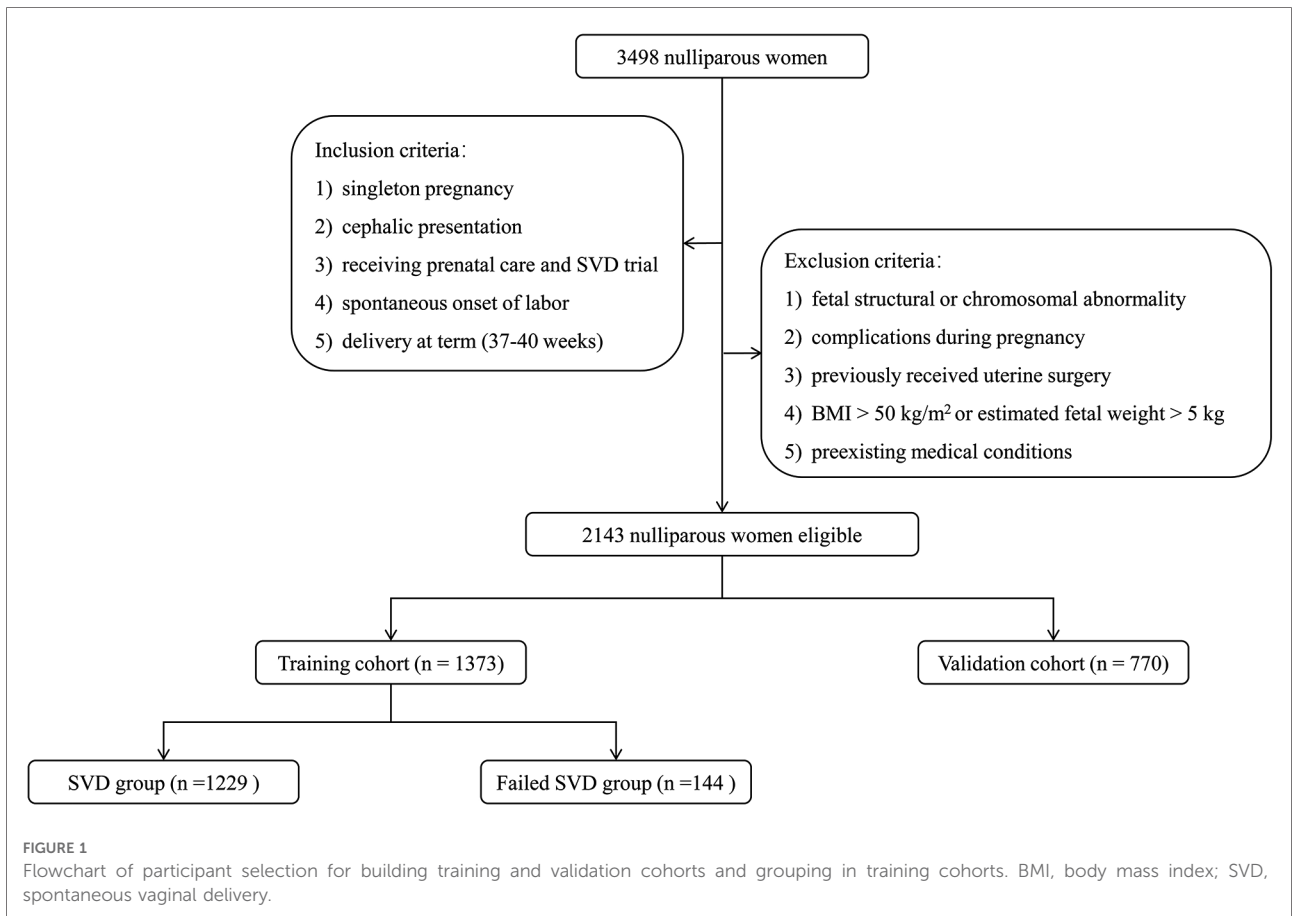 3498 nulliparous women
Inclusion criteria:
1) singleton pregnancy
2) cephalic presentation
3) receiving prenatal care and SVD trial
4) spontaneous onset of labor
5) delivery at term (37-40 weeks)
Exclusion criteria:
1) fetal structural or chromosomal abnormality
2) complications during pregnancy
3) previously received uterine surgery
4) BMI > 50 kg/m² or estimated fetal weight > 5 kg
5) preexisting medical conditions
2143 nulliparous women eligible
Training cohort (n = 1373)
Validation cohort (n = 770)
SVD group (n =1229 )
Failed SVD group (n =144 )
FIGURE 1
Flowchart of participant selection for building training and validation cohorts and grouping in training cohorts. BMI, body mass index; SVD,
spontaneous vaginal delivery.